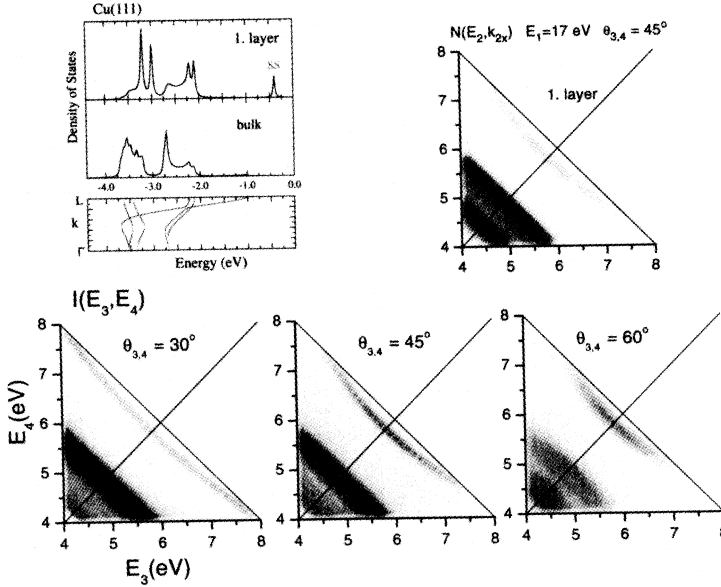 Cu(111)
1. layer
SS
Density of States
bulk
-4.0 -3.0 -2.0 -1.0 0.0
L
k
Γ
Energy (eV)
N(E2,k2x) E1=17 eV θ3,4= 45°
8
7
6
5
4
1. layer
4 5 6 7 8
I(E3,E4)
8
7
6
5
4
E4(eV)
θ3,4 = 30°
4 5 6 7 8
E3(eV)
8
7
6
5
4
θ3,4 = 45°
4 5 6 7 8
8
7
6
5
4
θ3,4 = 60°
4 5 6 7 8